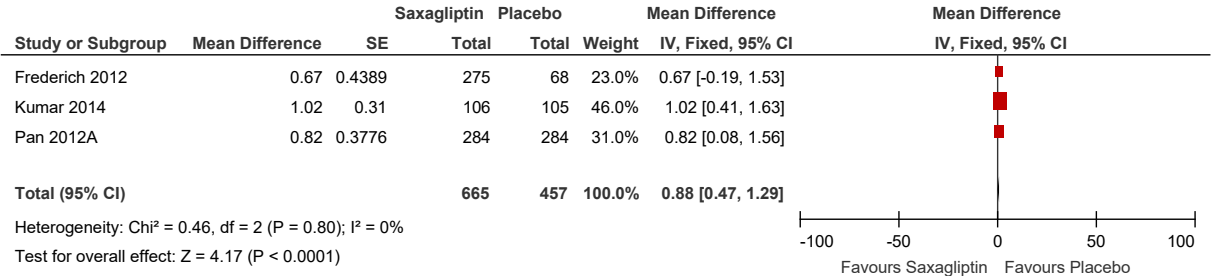 Saxagliptin Placebo Mean Difference Mean Difference
Study or Subgroup Mean Difference SE Total Total Weight IV, Fixed, 95% CI IV, Fixed, 95% CI
Frederich 2012 0.67 0.4389 275 68 23.0% 0.67 [-0.19, 1.53]
Kumar 2014 1.02 0.31 106 105 46.0% 1.02 [0.41, 1.63]
Pan 2012A 0.82 0.3776 284 284 31.0% 0.82 [0.08, 1.56]
Total (95% CI) 665 457 100.0% 0.88 [0.47, 1.29]
Heterogeneity: Chi² = 0.46, df = 2 (P = 0.80); I² = 0%
Test for overall effect: Z = 4.17 (P < 0.0001)
-100 -50 0 50 100
Favours Saxagliptin Favours Placebo